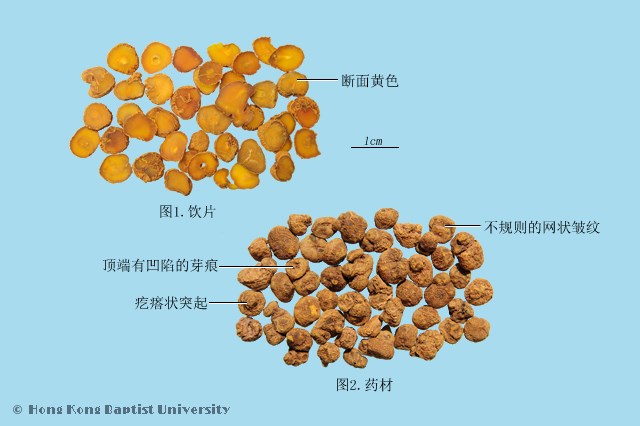 断面黄色
1cm
图1.饮片
不规则的网状皱纹
顶端有凹陷的芽痕
疙瘩状突起
图2.药材
© Hong Kong Baptist University